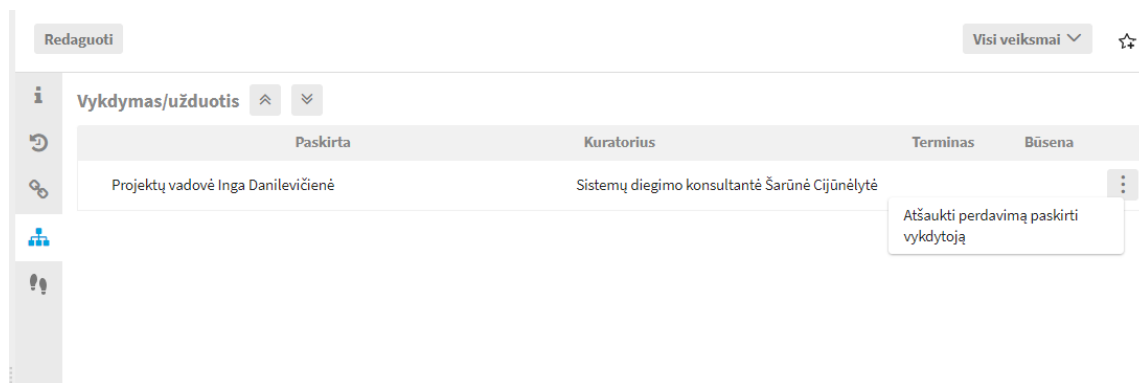 Redaguoti
Visi veiksmai
Vykdymas/užduotis
Paskirta Kuratorius Terminas Būsena
Projektų vadovė Inga Danilevičienė Sistemų diegimo konsultantė Šarūnė Cijūnėlytė
Atšaukti perdavimą paskirti
vykdytoją